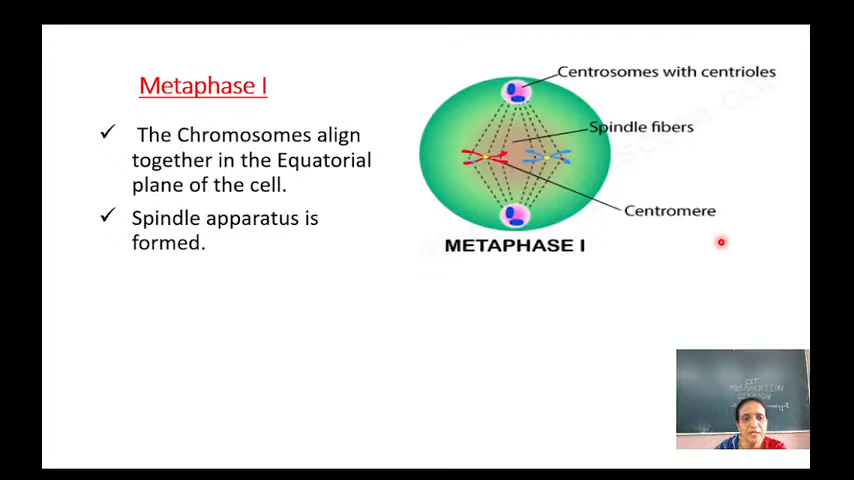 Metaphase I
✓ The Chromosomes align
together in the Equatorial
plane of the cell.
✓ Spindle apparatus is
formed.
Centrosomes with centrioles
Spindle fibers
Centromere
METAPHASE I